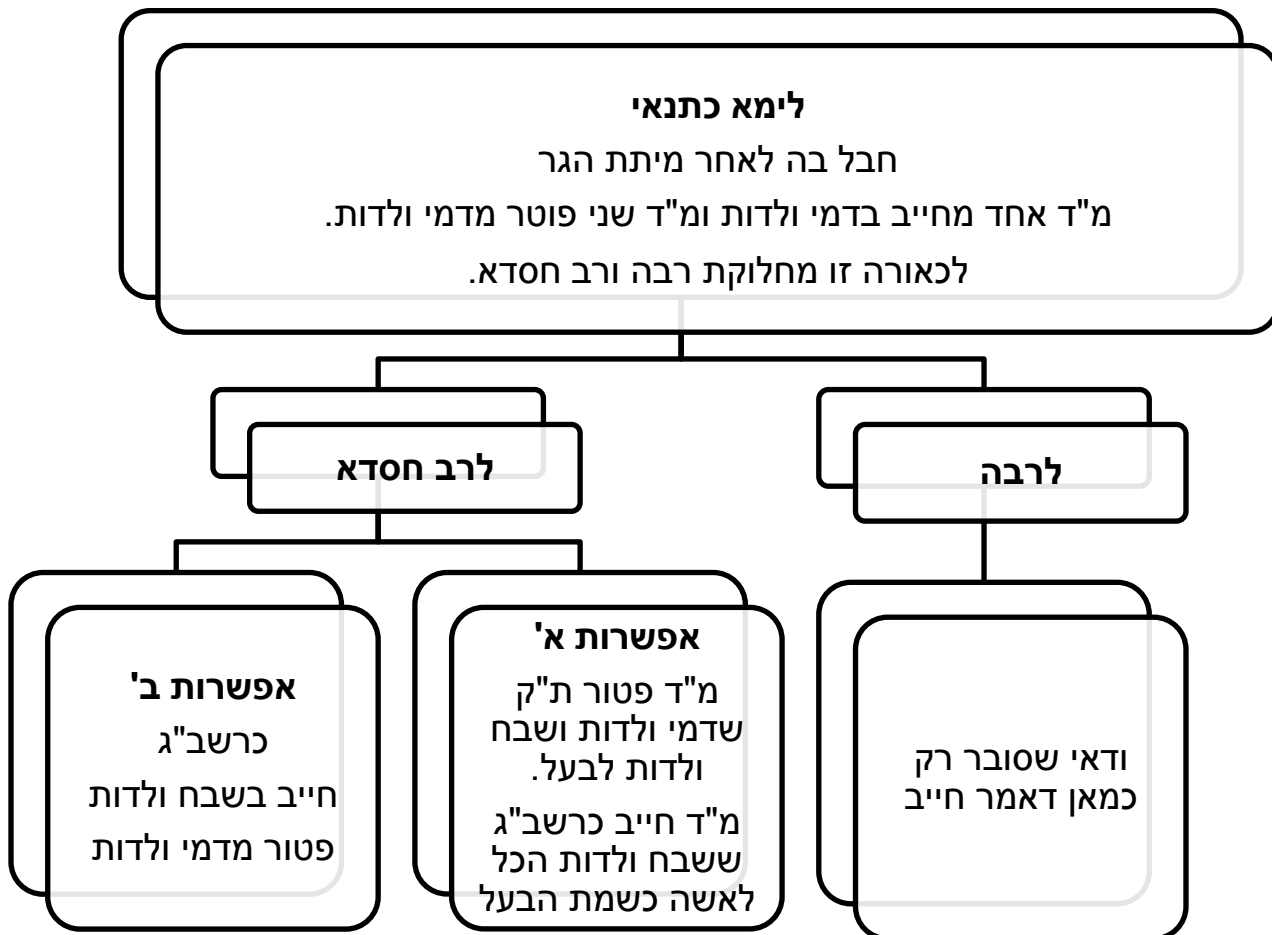 לימא כתנאי
חבל בה לאחר מיתת הגר
מ"ד אחד מחייב בדמי ולדות ומ"ד שני פוטר מדמי ולדות.
לכאורה זו מחלוקת רבה ורב חסדא.
לרבה
ודאי שסובר רק
כמאן דאמר חייב
לרב חסדא
אפשרות א'
מ"ד פטור ת"ק
שדמי ולדות ושבח
ולדות לבעל.
מ"ד חייב כרשב"ג
ששבח ולדות הכל
לאשה כשמת הבעל
אפשרות ב'
כרשב"ג
חייב בשבח ולדות
פטור מדמי ולדות